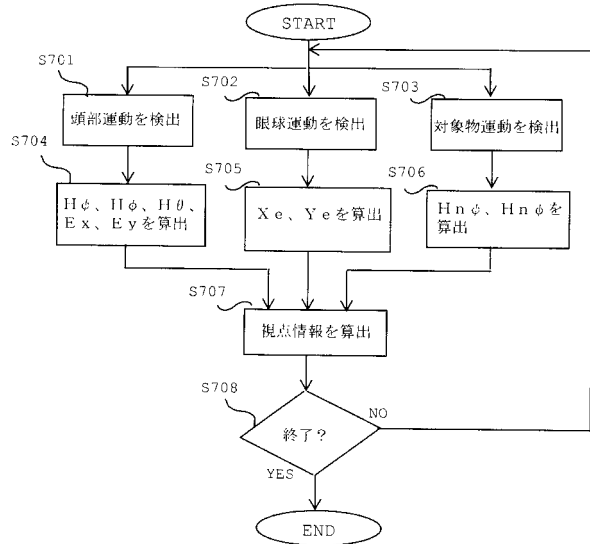 START
S701
S702
S703
頭部運動を検出
眼球運動を検出
対象物運動を検出
S704
S705
S706
Hψ、Hφ、Hθ、
Ex、Eyを算出
Xe、Yeを算出
Hnψ、Hnφを
算出
S707
視点情報を算出
S708
終了?
NO
YES
END